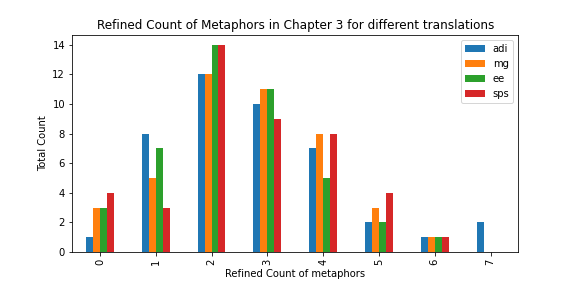 Refined Count of Metaphors in Chapter 3 for different translations
adi
mg
ee
sps
Total Count
14
12
10
8
6
4
2
0
0 1 2 3 4 5 6 7
Refined Count of metaphors